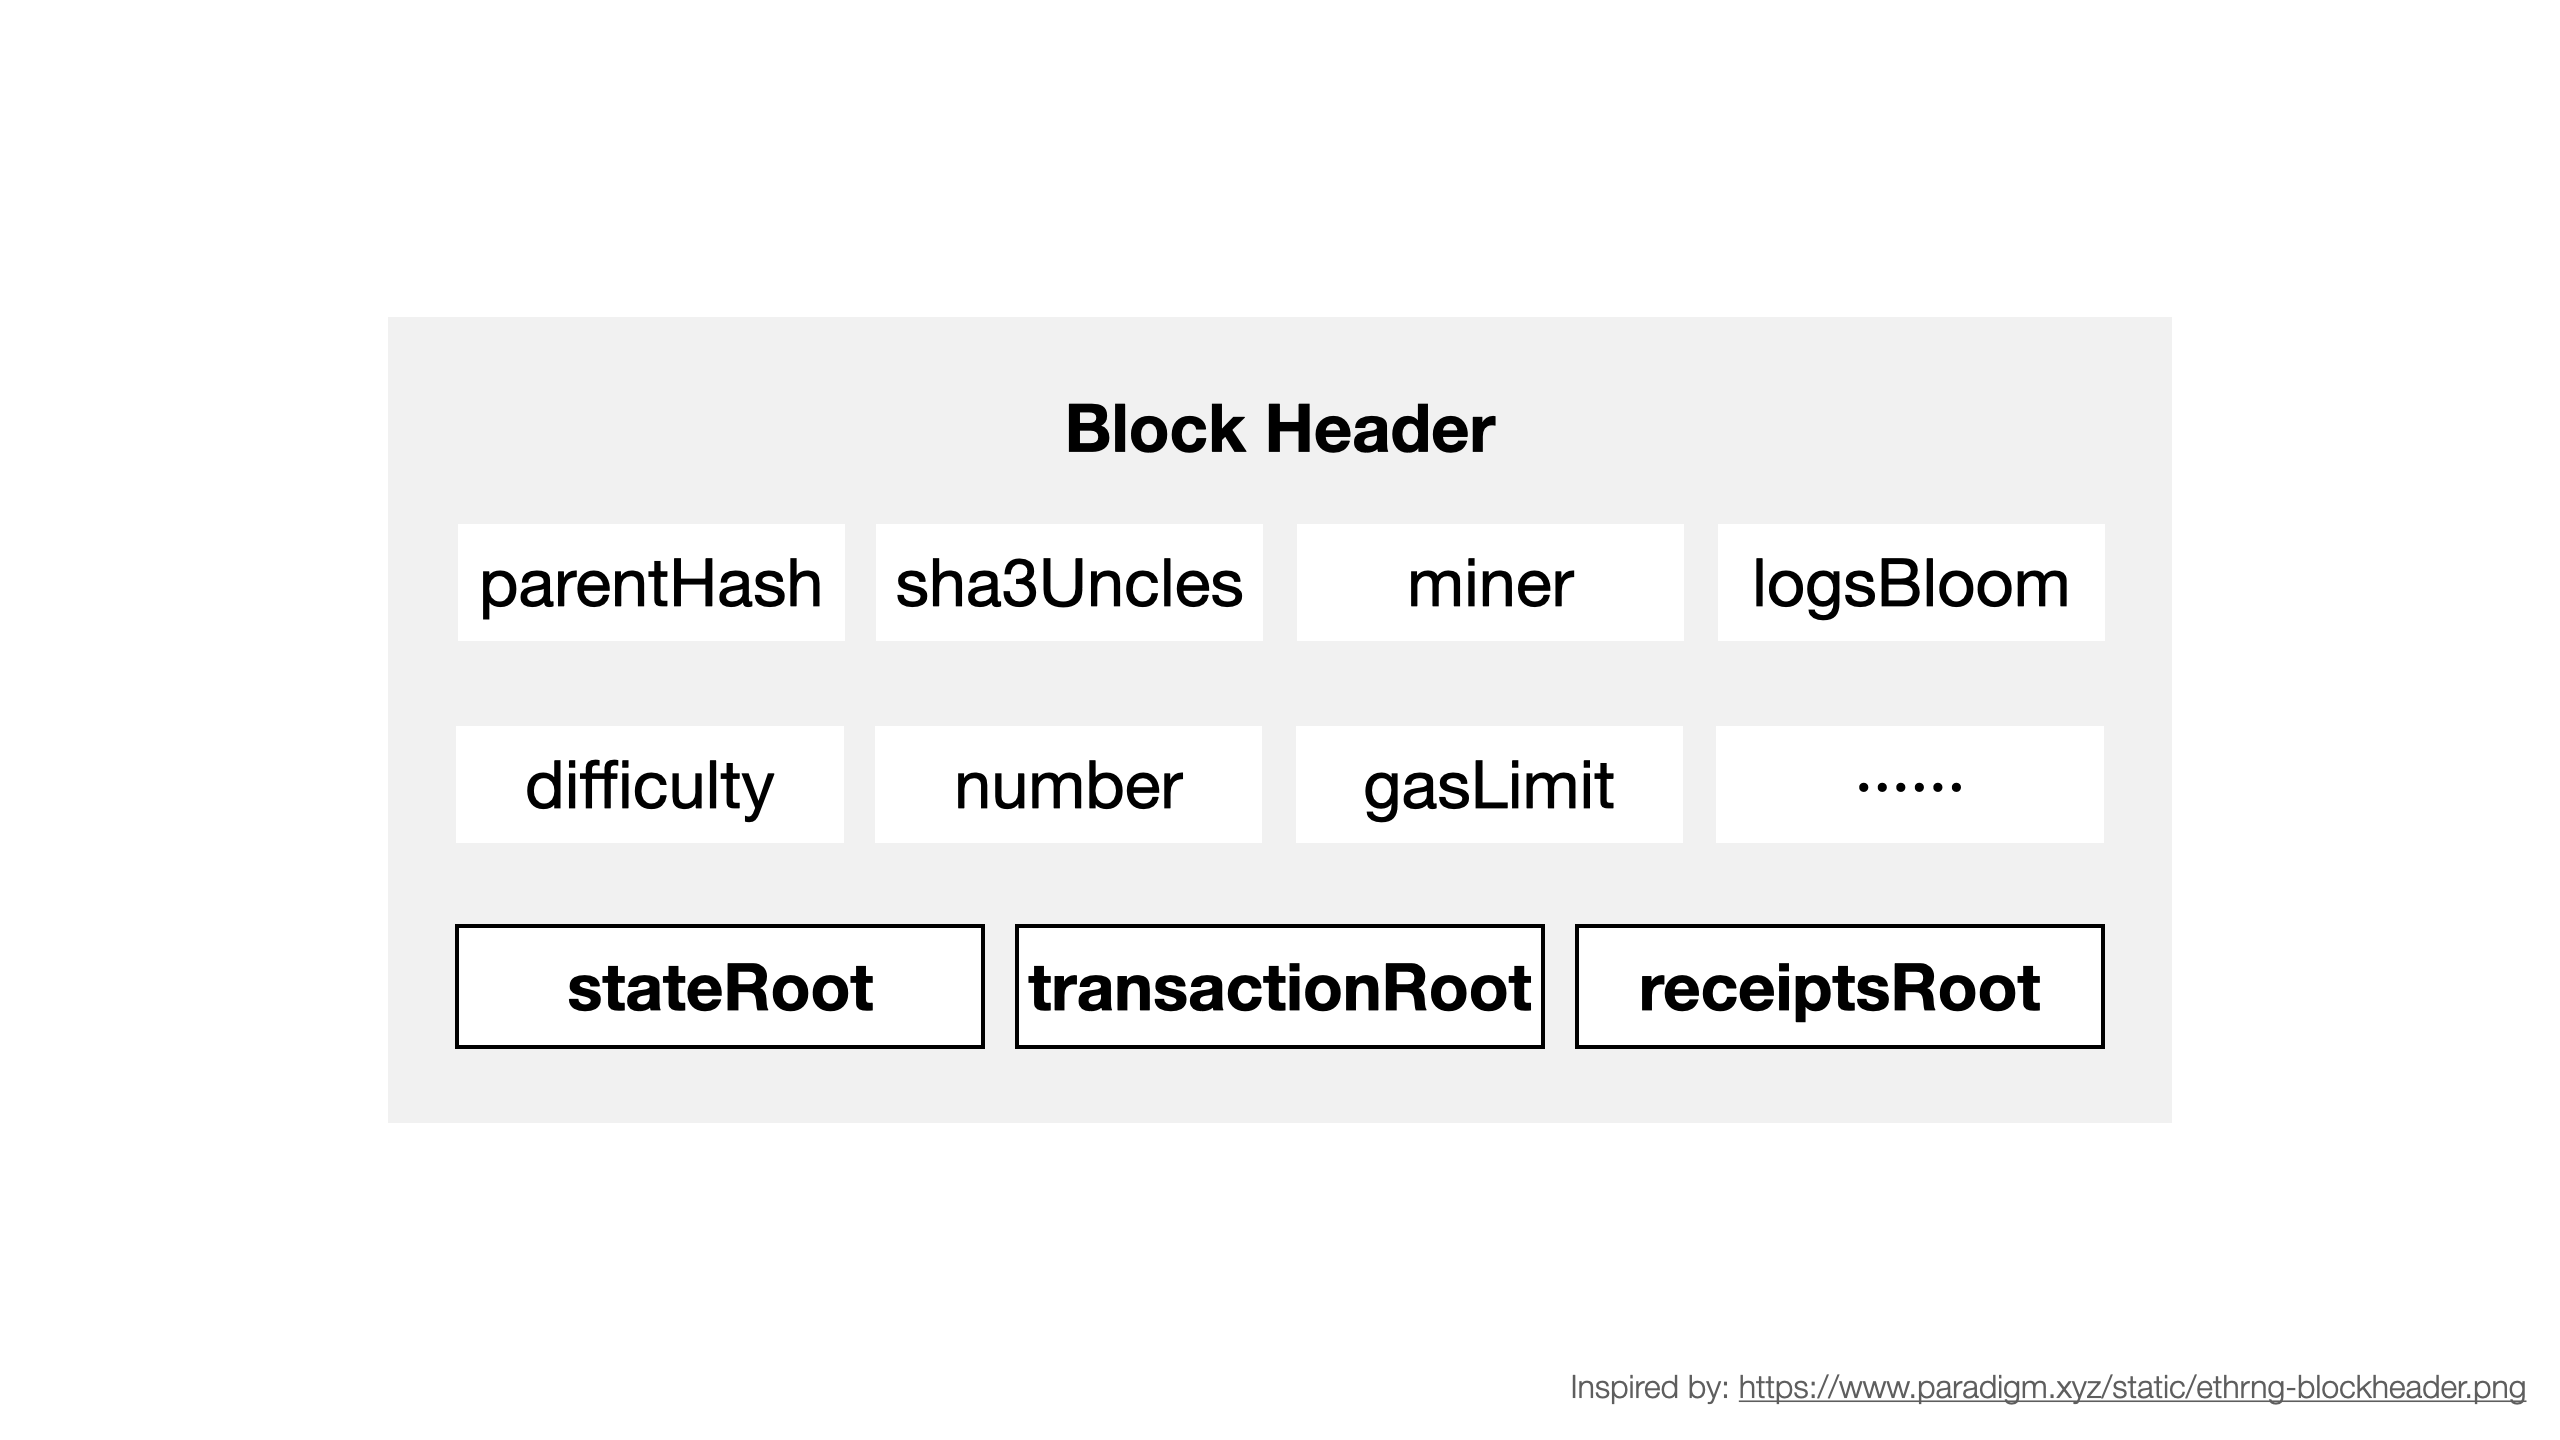 Block Header
parentHash sha3Uncles miner logsBloom
difficulty number gasLimit ······
stateRoot transactionRoot receiptsRoot
Inspired by: https://www.paradigm.xyz/static/ethrng-blockheader.png